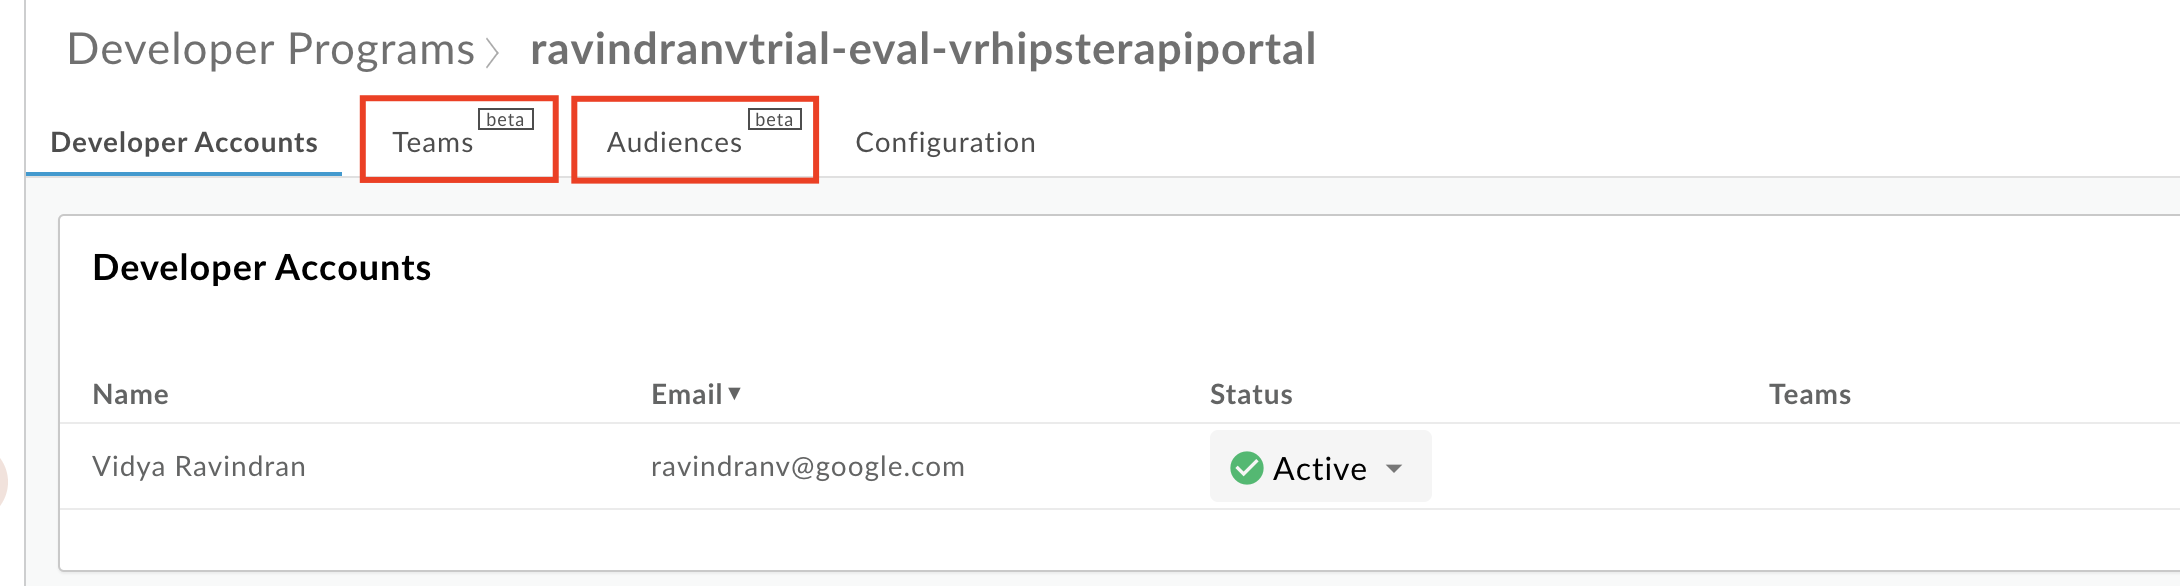 Developer Programs 〉 ravindranvtrial-eval-vrhipsterapiportal
Developer Accounts Teams beta Audiences beta Configuration
Developer Accounts
Name Email ▼ Status Teams
Vidya Ravindran ravindranv@google.com Active